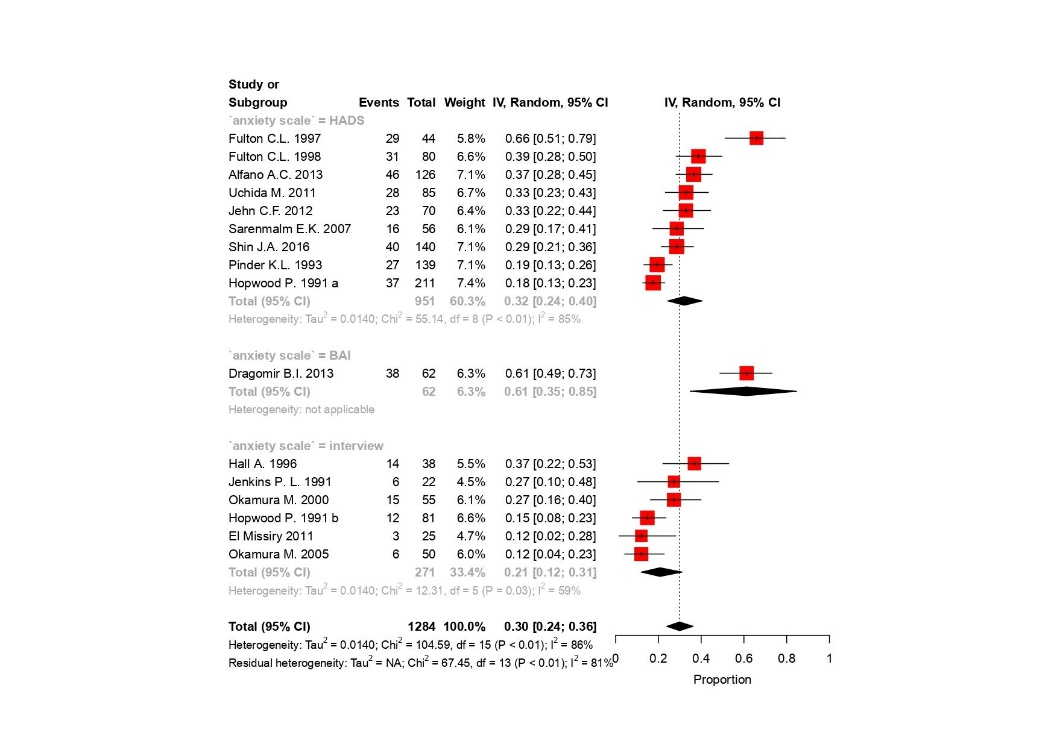 Study or
Subgroup Events Total Weight IV, Random, 95% CI IV, Random, 95% CI
`anxiety scale` = HADS
Fulton C.L. 1997 29 44 5.8% 0.66 [0.51; 0.79]
Fulton C.L. 1998 31 80 6.6% 0.39 [0.28; 0.50]
Alfano A.C. 2013 46 126 7.1% 0.37 [0.28; 0.45]
Uchida M. 2011 28 85 6.7% 0.33 [0.23; 0.43]
Jehn C.F. 2012 23 70 6.4% 0.33 [0.22; 0.44]
Sarenmalm E.K. 2007 16 56 6.1% 0.29 [0.17; 0.41]
Shin J.A. 2016 40 140 7.1% 0.29 [0.21; 0.36]
Pinder K.L. 1993 27 139 7.1% 0.19 [0.13; 0.26]
Hopwood P. 1991 a 37 211 7.4% 0.18 [0.13; 0.23]
Total (95% CI) 951 60.3% 0.32 [0.24; 0.40]
Heterogeneity: Tau² = 0.0140; Chi² = 55.14, df = 8 (P < 0.01); I² = 85%
`anxiety scale` = BAI
Dragomir B.I. 2013 38 62 6.3% 0.61 [0.49; 0.73]
Total (95% CI) 62 6.3% 0.61 [0.35; 0.85]
Heterogeneity: not applicable
`anxiety scale` = interview
Hall A. 1996 14 38 5.5% 0.37 [0.22; 0.53]
Jenkins P. L. 1991 6 22 4.5% 0.27 [0.10; 0.48]
Okamura M. 2000 15 55 6.1% 0.27 [0.16; 0.40]
Hopwood P. 1991 b 12 81 6.6% 0.15 [0.08; 0.23]
El Missiry 2011 3 25 4.7% 0.12 [0.02; 0.28]
Okamura M. 2005 6 50 6.0% 0.12 [0.04; 0.23]
Total (95% CI) 271 33.4% 0.21 [0.12; 0.31]
Heterogeneity: Tau² = 0.0140; Chi² = 12.31, df = 5 (P = 0.03); I² = 59%
Total (95% CI) 1284 100.0% 0.30 [0.24; 0.36]
Heterogeneity: Tau² = 0.0140; Chi² = 104.59, df = 15 (P < 0.01); I² = 86%
Residual heterogeneity: Tau² = NA; Chi² = 67.45, df = 13 (P < 0.01); I² = 81%
0 0.2 0.4 0.6 0.8 1
Proportion